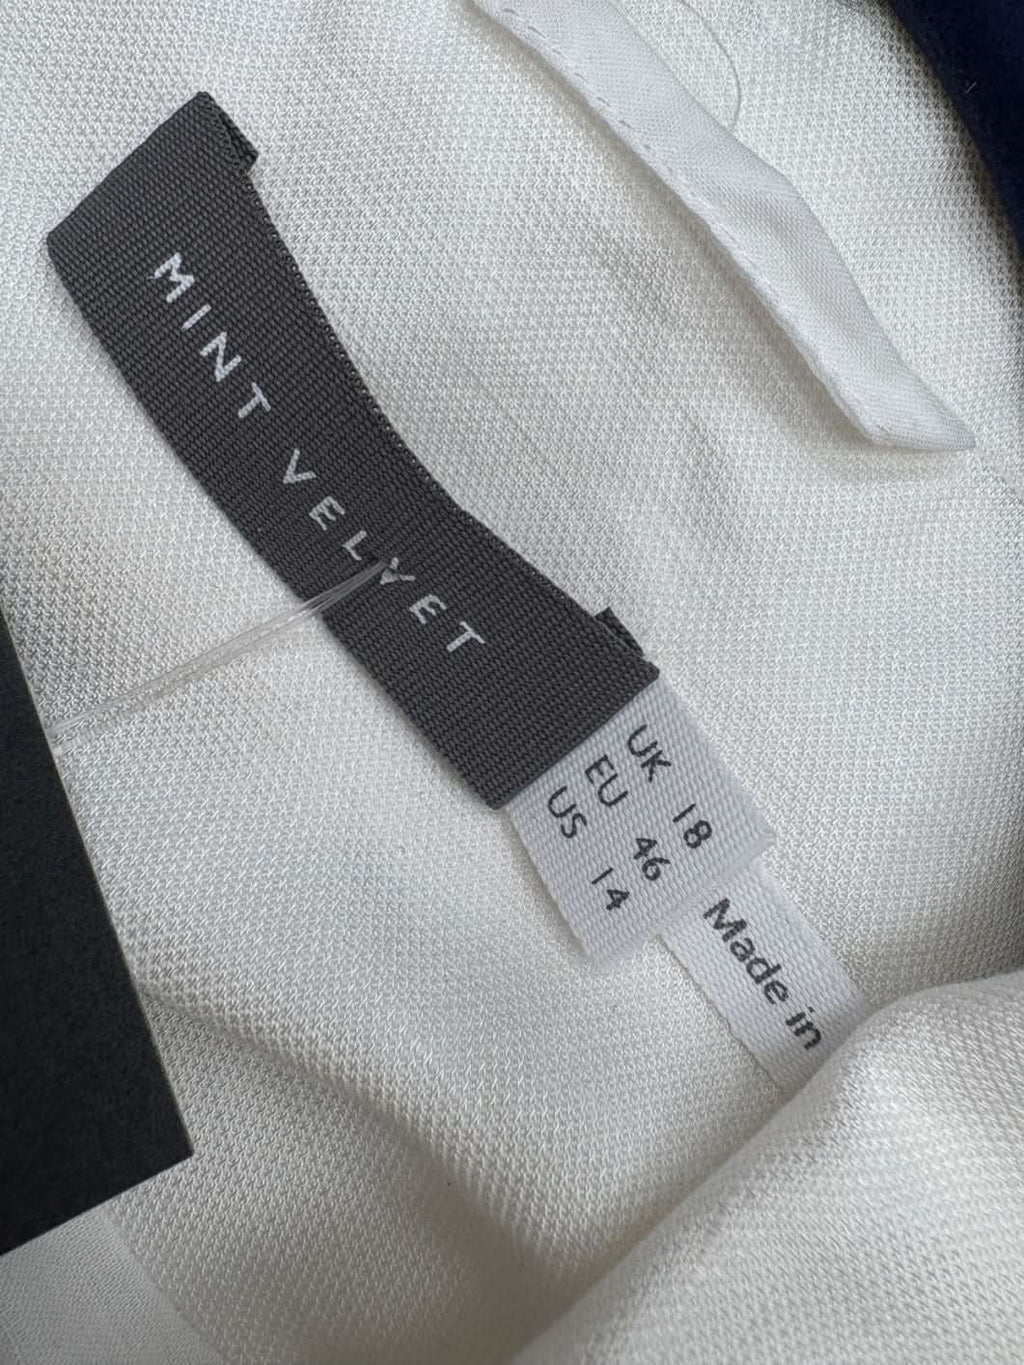 MINT VELVET
UK 18
EU 46
US 14
Made in